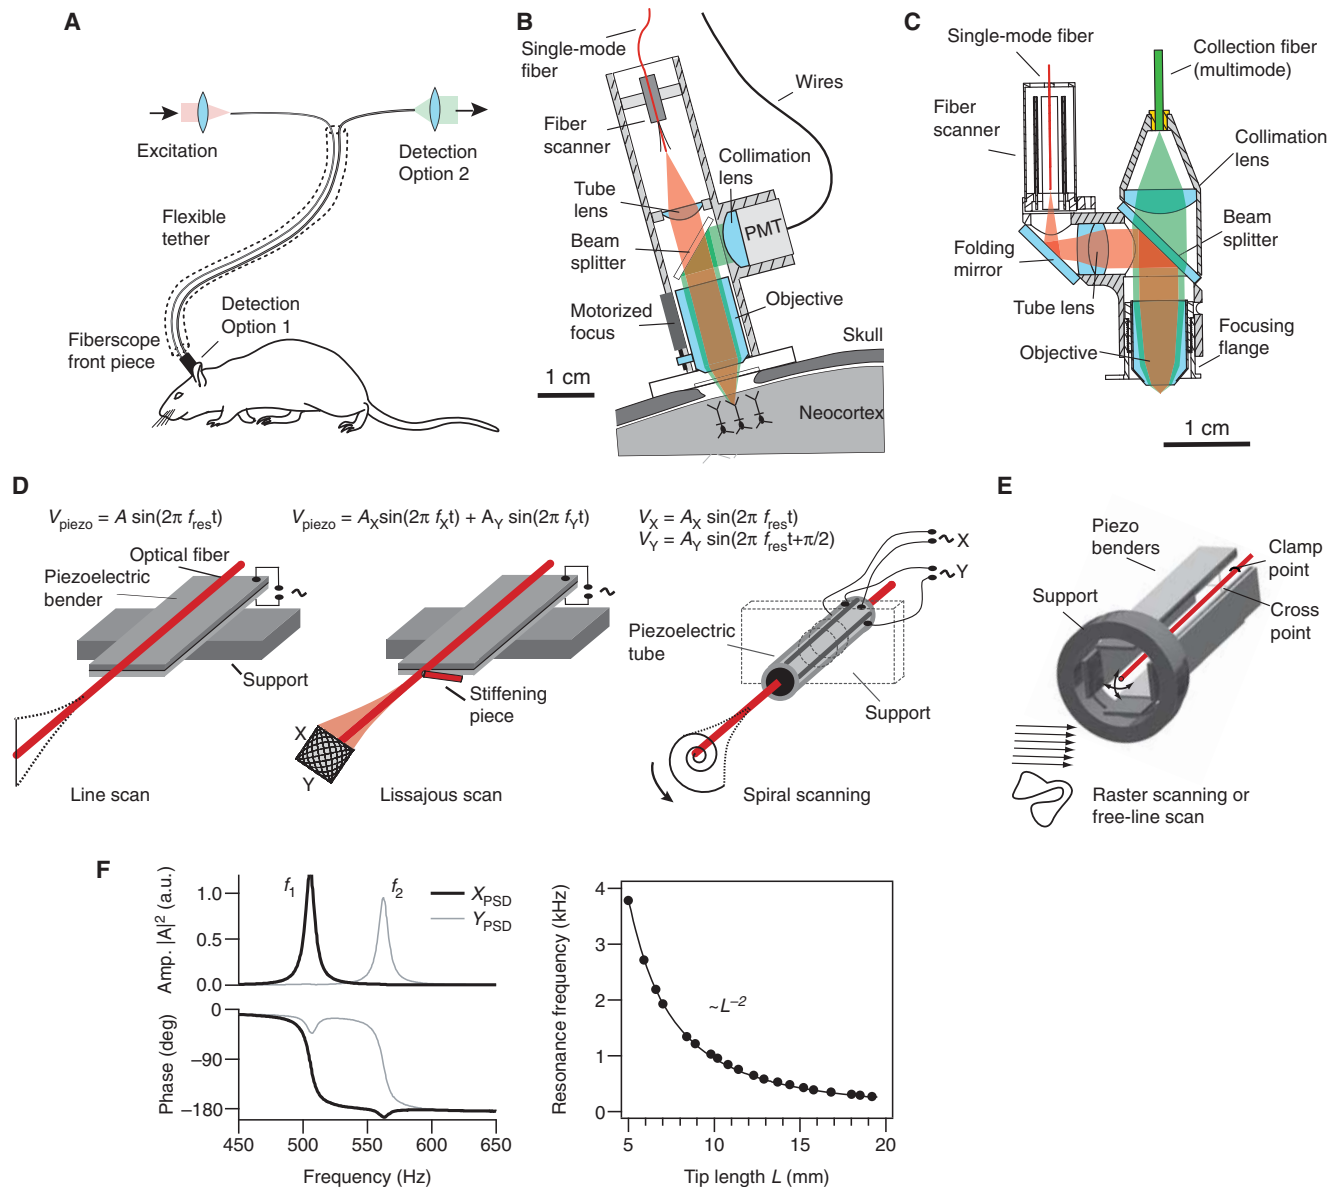 A
Excitation
Detection
Option 2
Flexible
tether
Detection
Option 1
Fiberscope
front piece
B
Single-mode
fiber
Wires
Fiber
scanner
Collimation
lens
Tube
lens
PMT
Beam
splitter
Motorized
focus
Objective
Skull
1 cm
Neocortex
C
Single-mode fiber
Collection fiber
(multimode)
Fiber
scanner
Collimation
lens
Beam
splitter
Folding
mirror
Tube lens
Objective
Focusing
flange
1 cm
D
V_piezo = A sin(2π f_res t)
Optical fiber
Piezoelectric
bender
~
Support
Line scan
V_piezo = A_X sin(2π f_X t) + A_Y sin(2π f_Y t)
~
Stiffening
piece
X
Y
Lissajous scan
V_X = A_X sin(2π f_res t)
V_Y = A_Y sin(2π f_res t+π/2)
~ X
~ Y
Piezoelectric
tube
Support
Spiral scanning
E
Piezo
benders
Clamp
point
Support
Cross
point
Raster scanning or
free-line scan
F
Amp. |A|² (a.u.)
1.0
0.5
0.0
f₁
f₂
X_PSD
Y_PSD
Phase (deg)
0
−90
−180
450
500
550
600
650
Frequency (Hz)
Resonance frequency (kHz)
4
3
2
1
0
~L⁻²
5
10
15
20
Tip length L (mm)